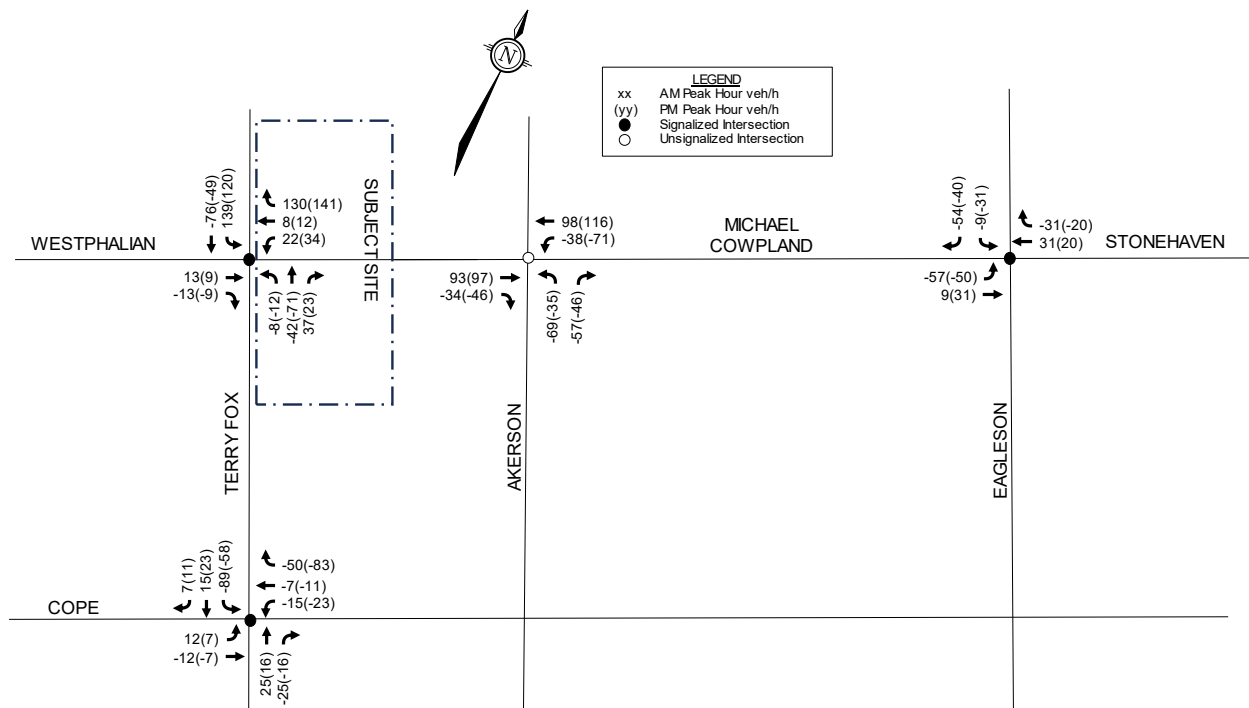 N
LEGEND
xx AM Peak Hour veh/h
(yy) PM Peak Hour veh/h
Signalized Intersection
Unsignalized Intersection
-76(-49)
139(120)
130(141)
8(12)
22(34)
WESTPHALIAN
13(9)
-13(-9)
-8(-12)
-42(-71)
37(23)
SUBJECT SITE
98(116)
-38(-71)
93(97)
-34(-46)
-69(-35)
-57(-46)
MICHAEL
COWPLAND
-54(-40)
-9(-31)
-31(-20)
31(20)
STONEHAVEN
-57(-50)
9(31)
TERRY FOX
AKERSON
EAGLESON
7(11)
15(23)
-89(-58)
-50(-83)
-7(-11)
-15(-23)
COPE
12(7)
-12(-7)
25(16)
-25(-16)